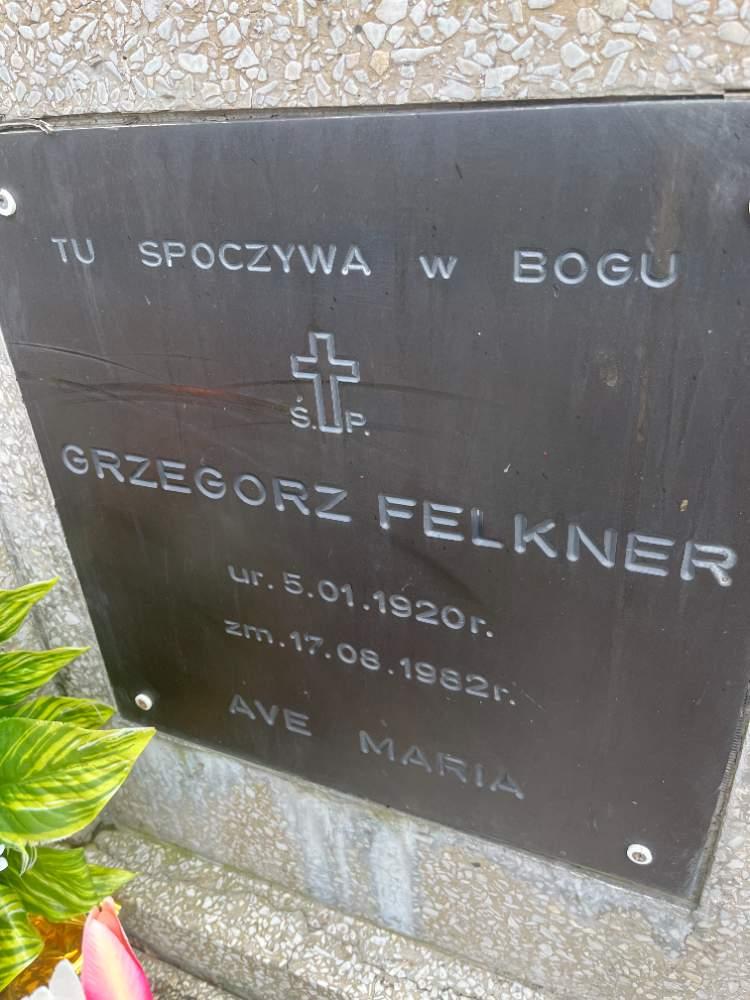 TU SPOCZYWA w BOGU
Ś. P.
GRZEGORZ FELKNER
ur. 5.01.1920r.
zm. 17.08.1982r.
AVE MARIA